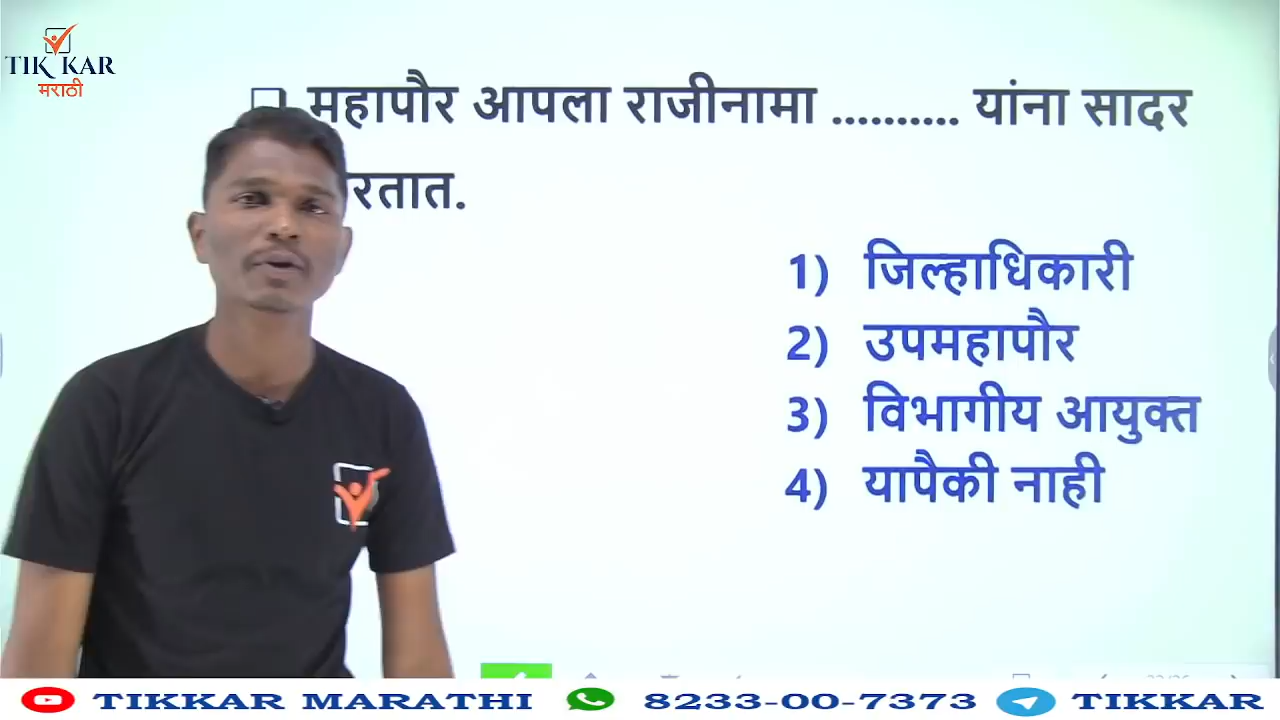 TIK KAR
मराठी
महापौर आपला राजीनामा .......... यांना सादर
रतात.
1) जिल्हाधिकारी
2) उपमहापौर
3) विभागीय आयुक्त
4) यापैकी नाही
TIKKAR MARATHI 8233-00-7373 TIKKAR